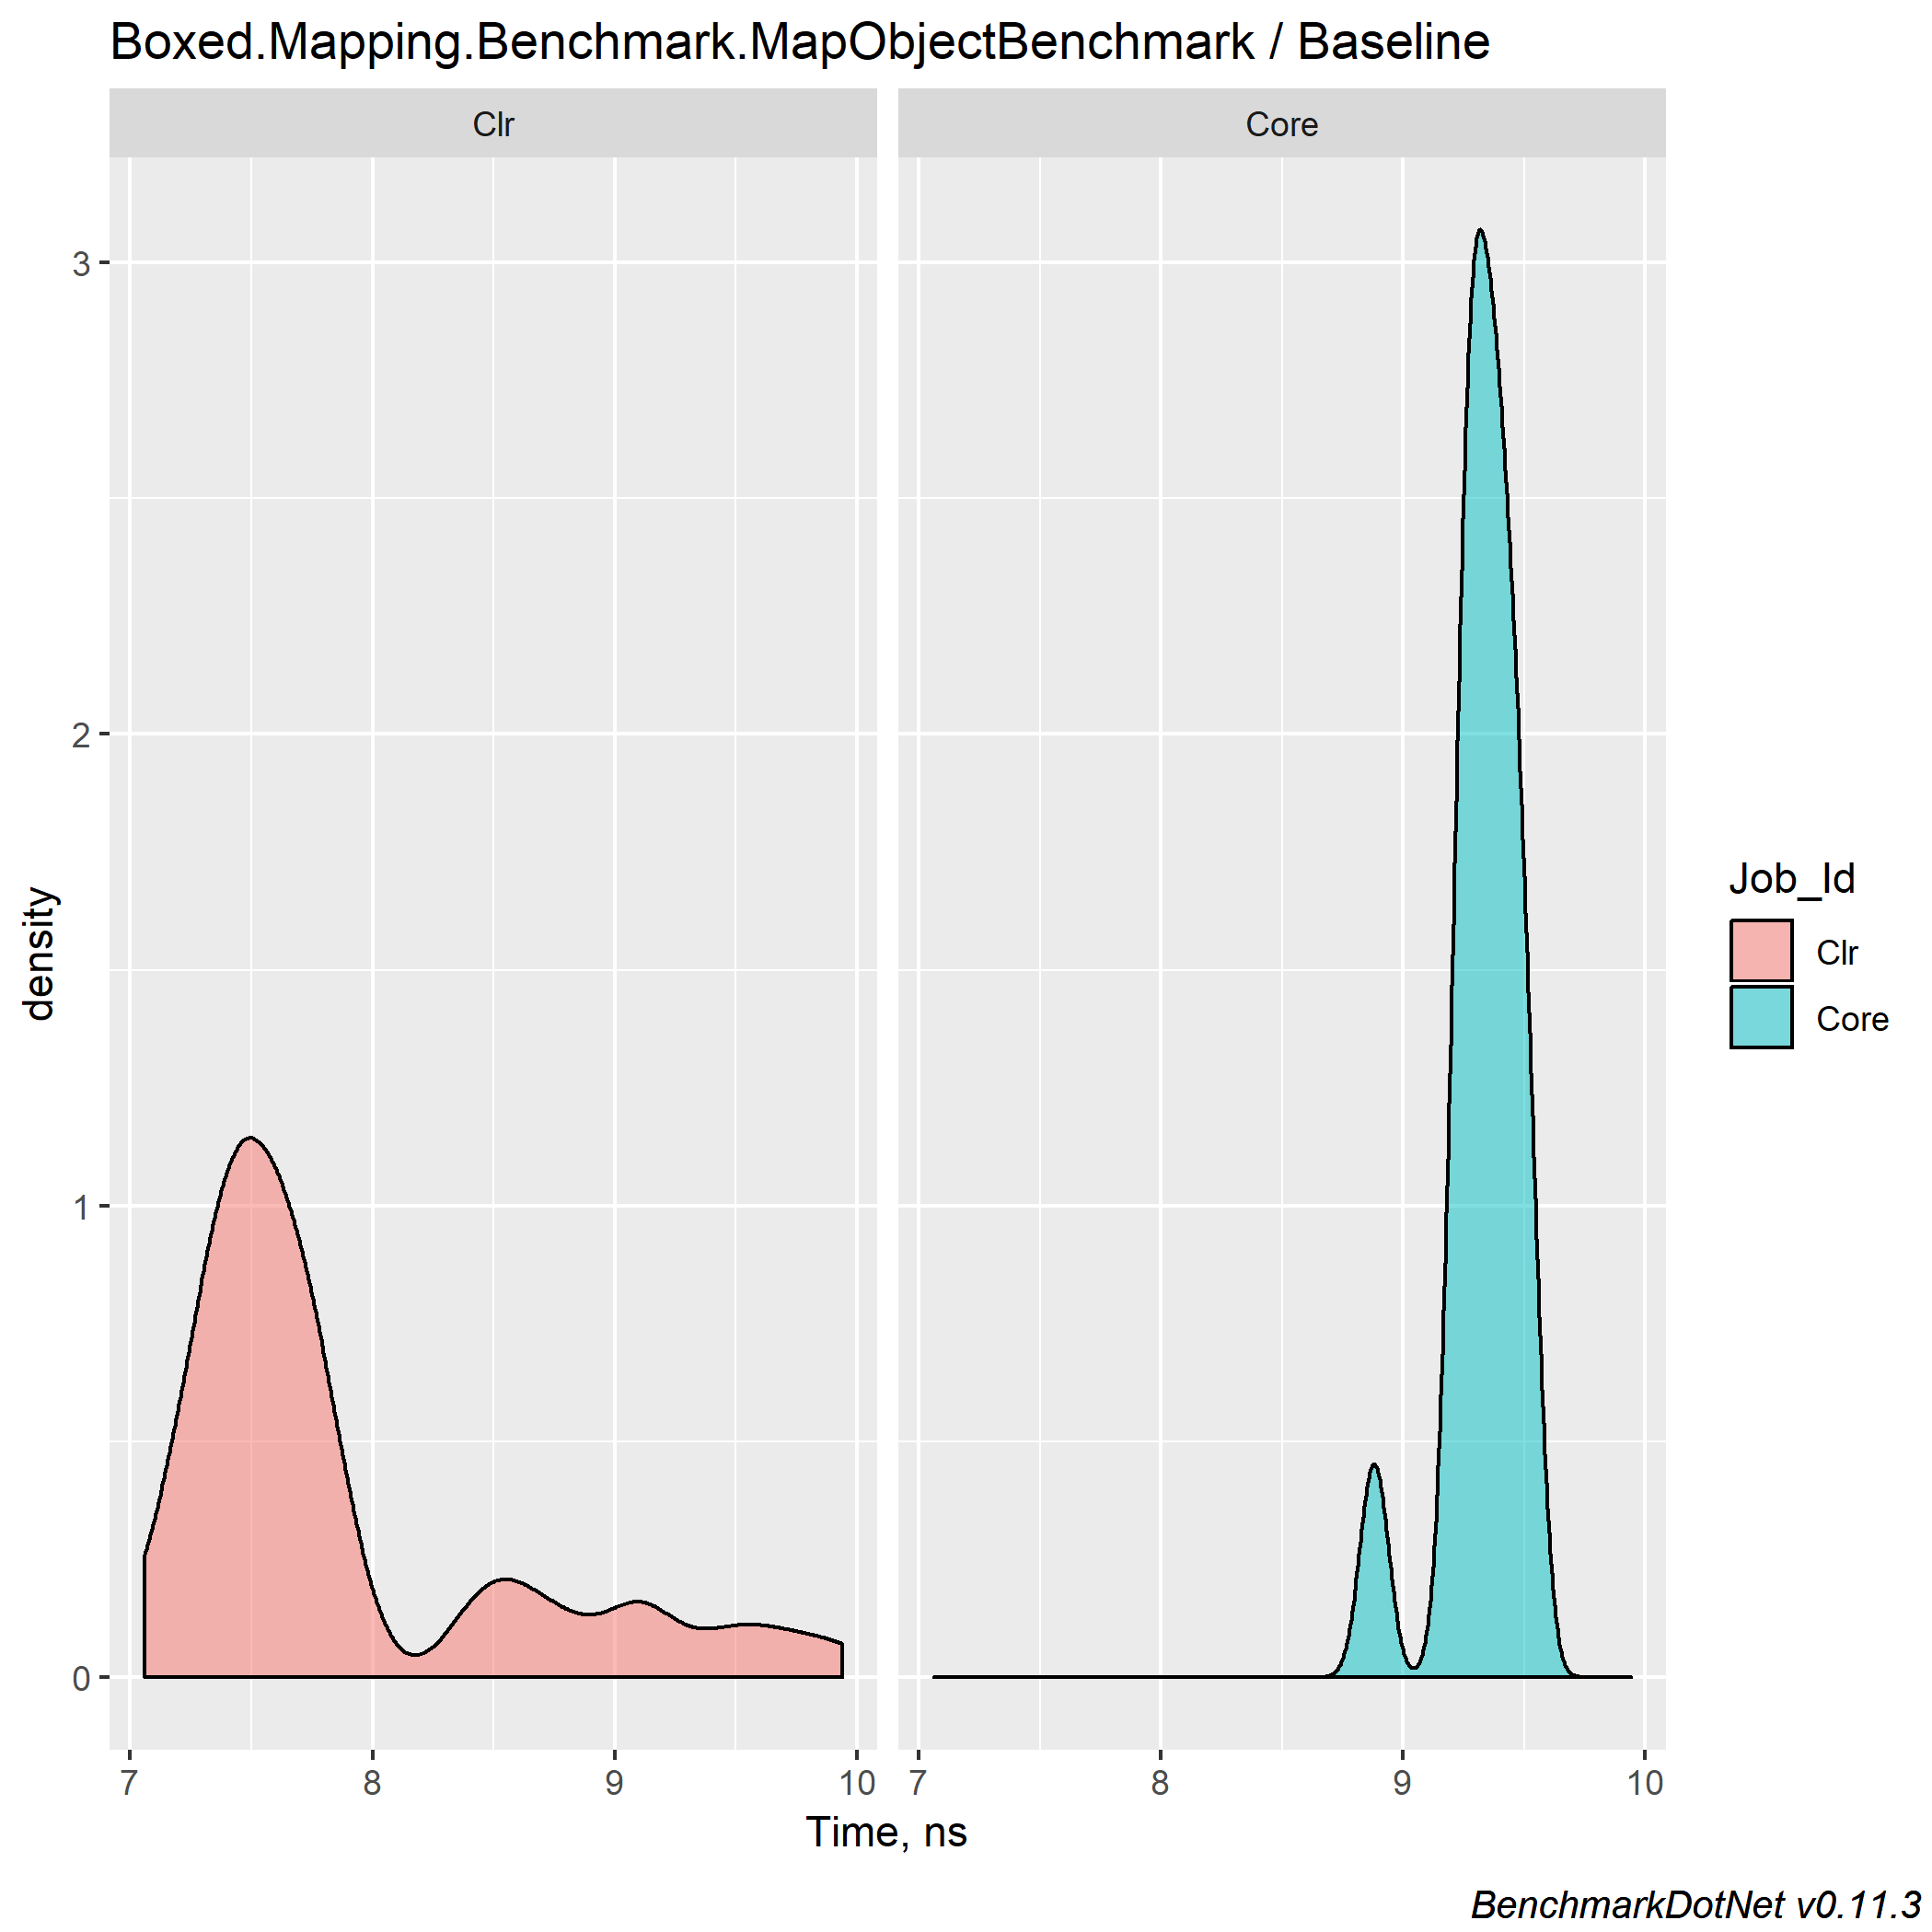 Boxed.Mapping.Benchmark.MapObjectBenchmark / Baseline
Clr
Core
3
2
1
0
density
7
8
9
10
7
8
9
10
Time, ns
Job_Id
Clr
Core
BenchmarkDotNet v0.11.3